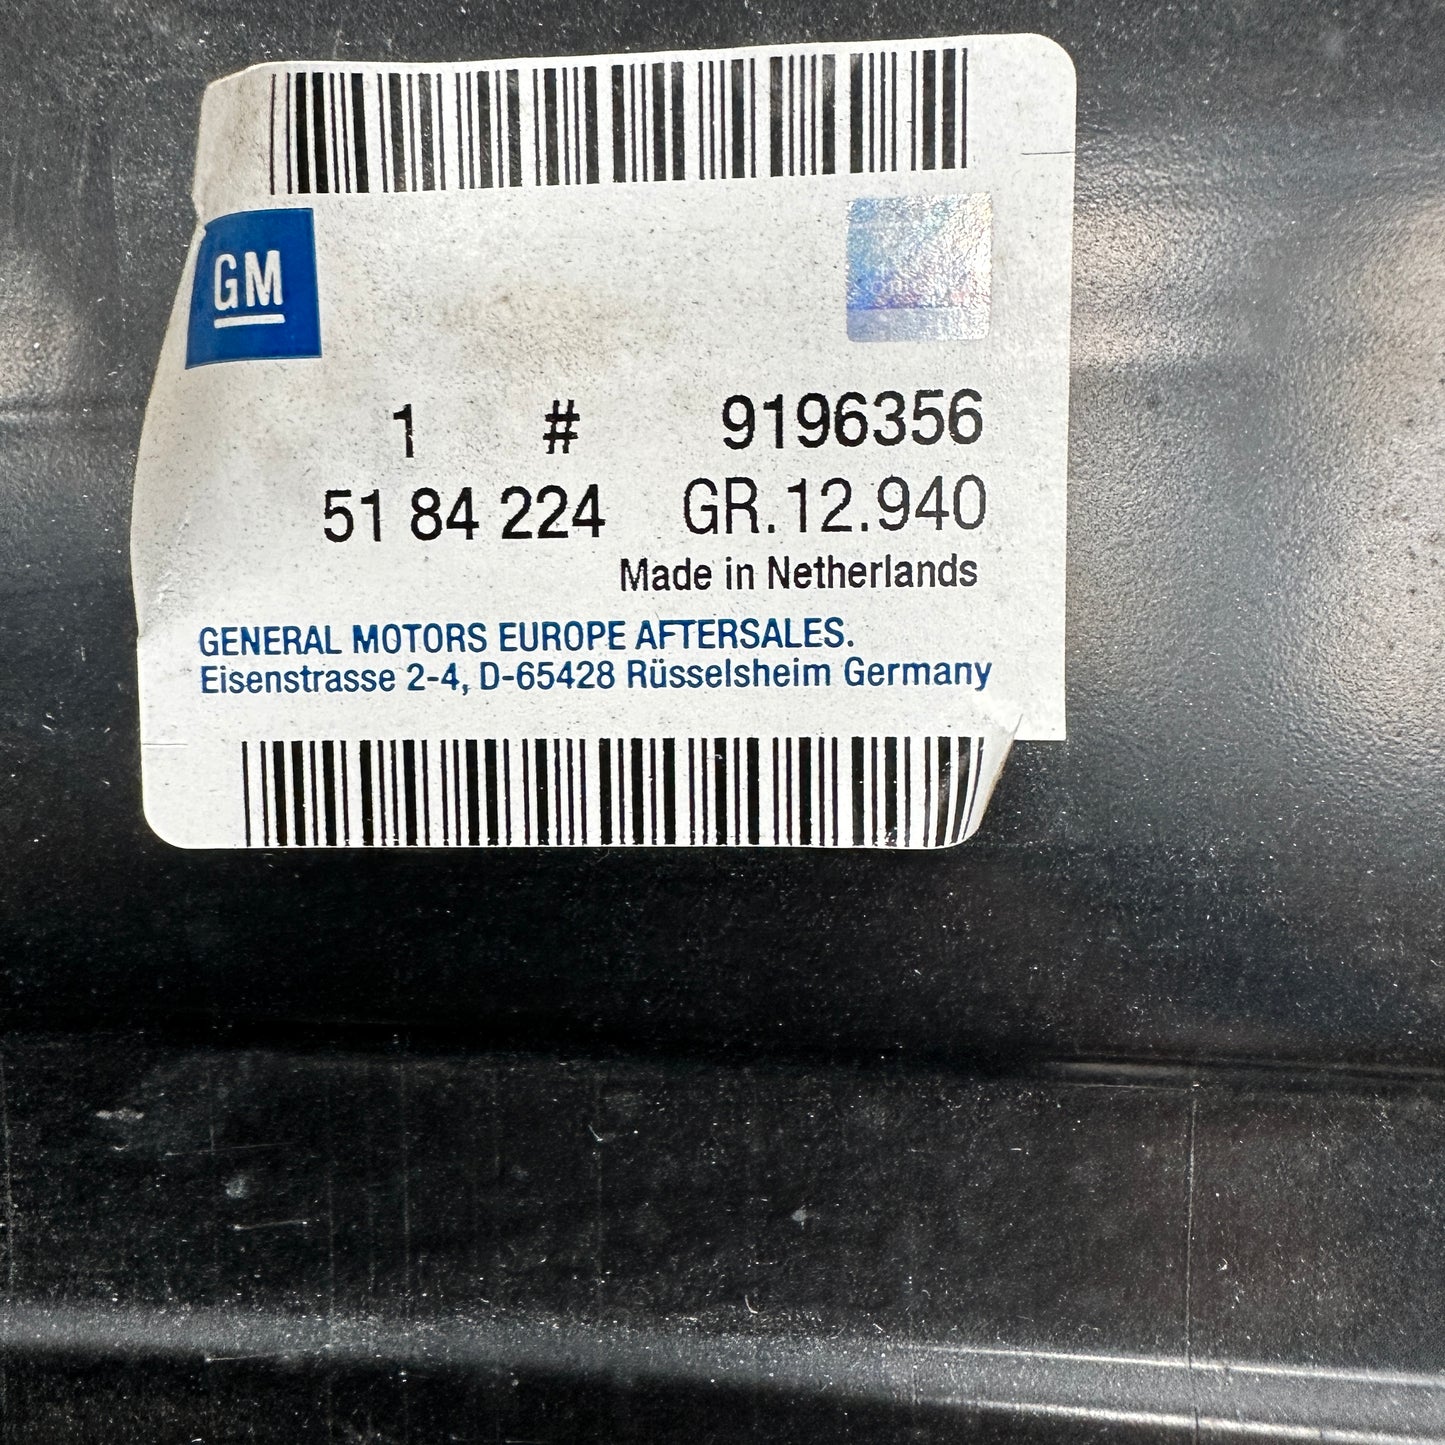 GM
1 # 9196356
51 84 224 GR.12.940
Made in Netherlands
GENERAL MOTORS EUROPE AFTERSALES.
Eisenstrasse 2-4, D-65428 Rüsselsheim Germany